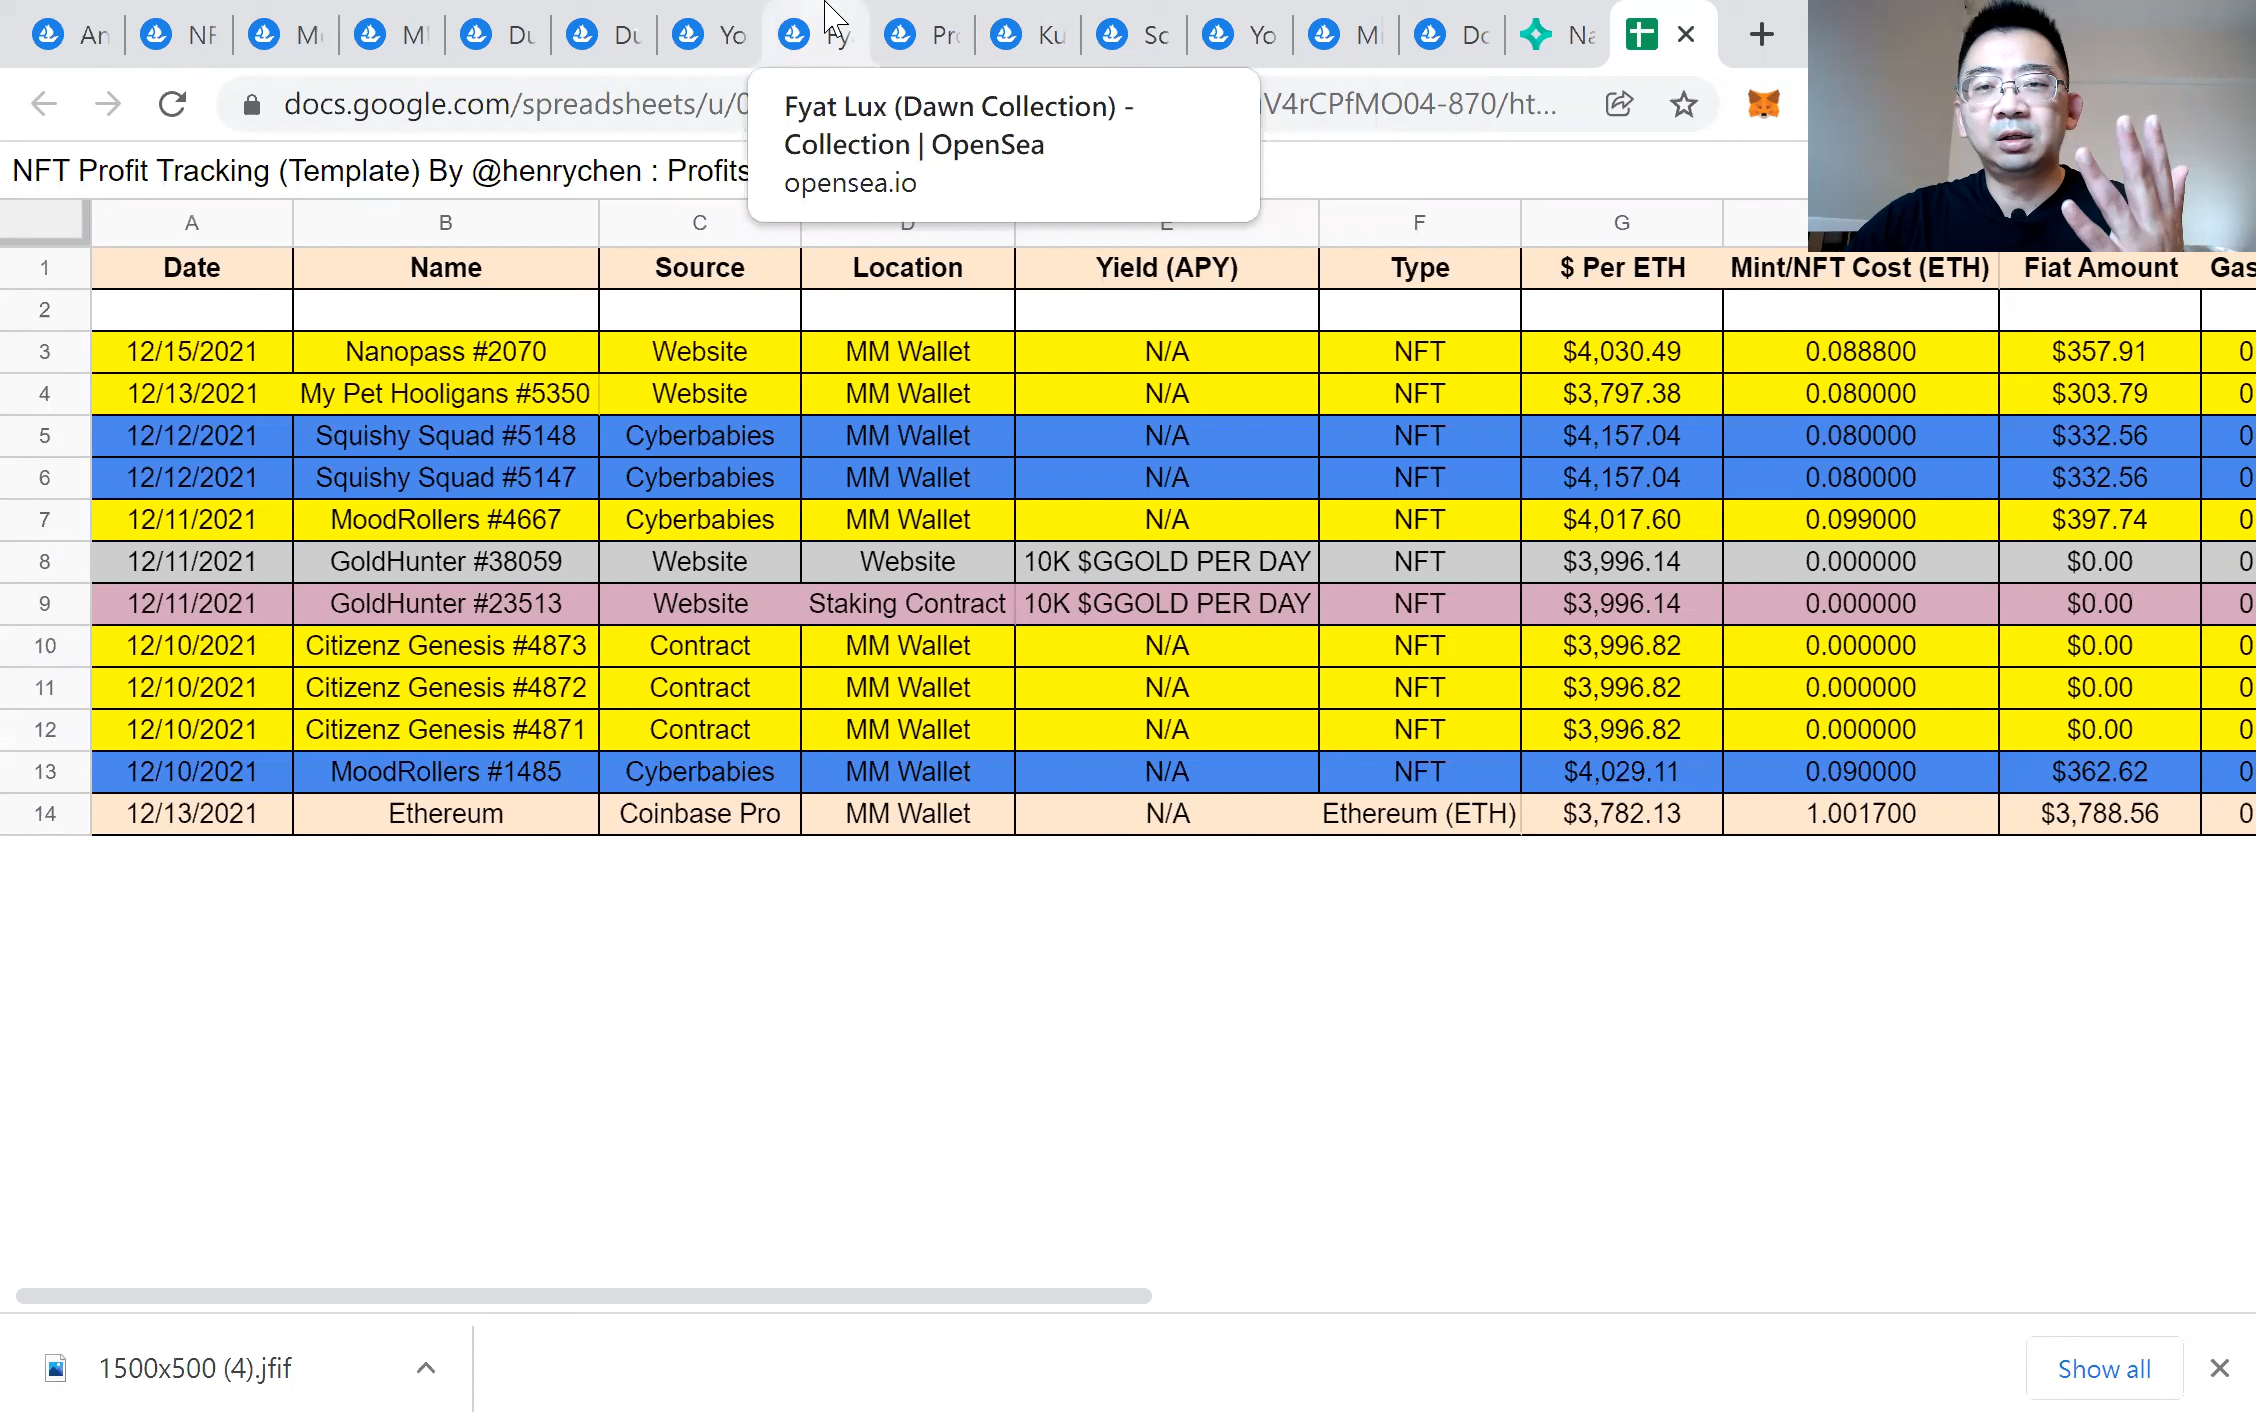 An NF Mo M Du Du Yo Fy Pro Ku Sc Yo Mi Do Na
docs.google.com/spreadsheets/u/0 V4rCPfMO04-870/ht...
Fyat Lux (Dawn Collection) -
Collection | OpenSea
opensea.io
NFT Profit Tracking (Template) By @henrychen : Profits
A B C D E F G
1 Date Name Source Location Yield (APY) Type $ Per ETH Mint/NFT Cost (ETH) Fiat Amount Gas
2
3 12/15/2021 Nanopass #2070 Website MM Wallet N/A NFT $4,030.49 0.088800 $357.91 0
4 12/13/2021 My Pet Hooligans #5350 Website MM Wallet N/A NFT $3,797.38 0.080000 $303.79 0
5 12/12/2021 Squishy Squad #5148 Cyberbabies MM Wallet N/A NFT $4,157.04 0.080000 $332.56 0
6 12/12/2021 Squishy Squad #5147 Cyberbabies MM Wallet N/A NFT $4,157.04 0.080000 $332.56 0
7 12/11/2021 MoodRollers #4667 Cyberbabies MM Wallet N/A NFT $4,017.60 0.099000 $397.74 0
8 12/11/2021 GoldHunter #38059 Website Website 10K $GGOLD PER DAY NFT $3,996.14 0.000000 $0.00 0
9 12/11/2021 GoldHunter #23513 Website Staking Contract 10K $GGOLD PER DAY NFT $3,996.14 0.000000 $0.00 0
10 12/10/2021 Citizenz Genesis #4873 Contract MM Wallet N/A NFT $3,996.82 0.000000 $0.00 0
11 12/10/2021 Citizenz Genesis #4872 Contract MM Wallet N/A NFT $3,996.82 0.000000 $0.00 0
12 12/10/2021 Citizenz Genesis #4871 Contract MM Wallet N/A NFT $3,996.82 0.000000 $0.00 0
13 12/10/2021 MoodRollers #1485 Cyberbabies MM Wallet N/A NFT $4,029.11 0.090000 $362.62 0
14 12/13/2021 Ethereum Coinbase Pro MM Wallet N/A Ethereum (ETH) $3,782.13 1.001700 $3,788.56 0
1500x500 (4).jfif
Show all